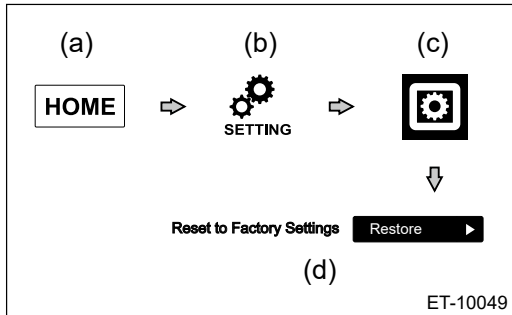 (a) (b) (c)
HOME
SETTING
Reset to Factory Settings Restore
(d)
ET-10049